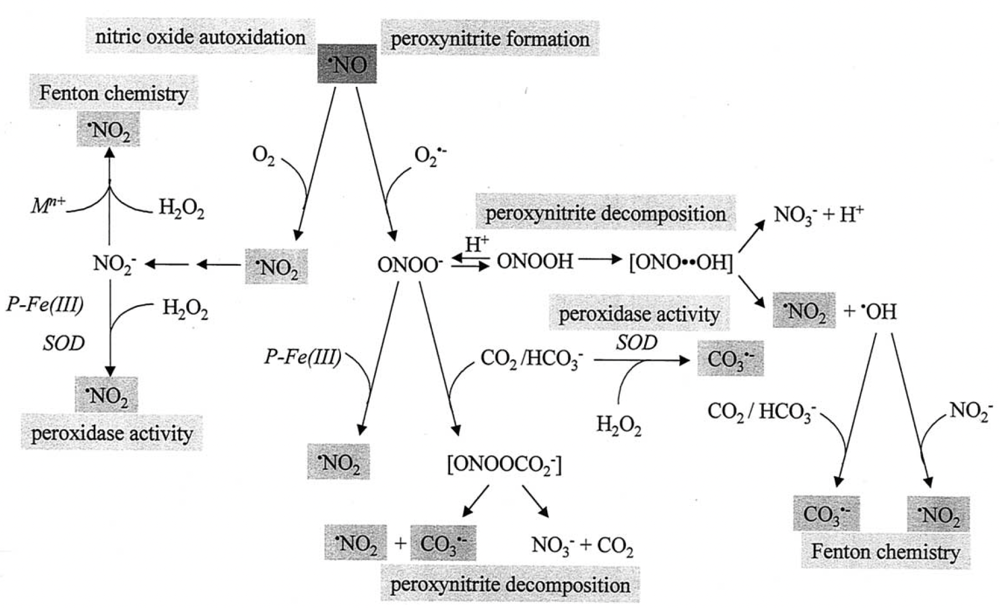 nitric oxide autoxidation
peroxynitrite formation
•NO
Fenton chemistry
•NO₂
O₂
O₂•-
Mⁿ⁺
H₂O₂
peroxynitrite decomposition
NO₃⁻ + H⁺
H⁺
NO₂⁻
•NO₂
ONOO⁻
ONOOH
[ONO••OH]
P-Fe(III)
H₂O₂
SOD
peroxidase activity
•NO₂ + •OH
P-Fe(III)
CO₂/HCO₃⁻
SOD
CO₃•-
H₂O₂
•NO₂
peroxidase activity
CO₂ / HCO₃⁻
NO₂⁻
•NO₂
[ONOOCO₂⁻]
CO₃•-
•NO₂
Fenton chemistry
•NO₂ + CO₃•-
NO₃⁻ + CO₂
peroxynitrite decomposition